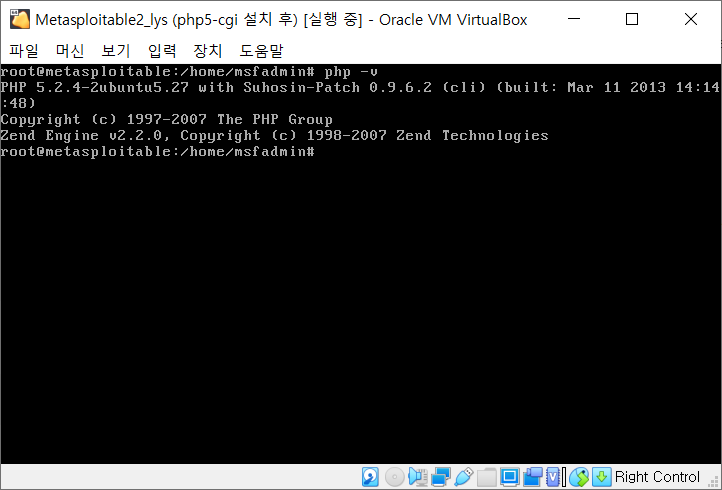 Metasploitable2_lys (php5-cgi 설치 후) [실행 중] - Oracle VM VirtualBox
파일 머신 보기 입력 장치 도움말
root@metasploitable:/home/msfadmin# php -v
PHP 5.2.4-2ubuntu5.27 with Suhosin-Patch 0.9.6.2 (cli) (built: Mar 11 2013 14:14
:48)
Copyright (c) 1997-2007 The PHP Group
Zend Engine v2.2.0, Copyright (c) 1998-2007 Zend Technologies
root@metasploitable:/home/msfadmin#
Right Control